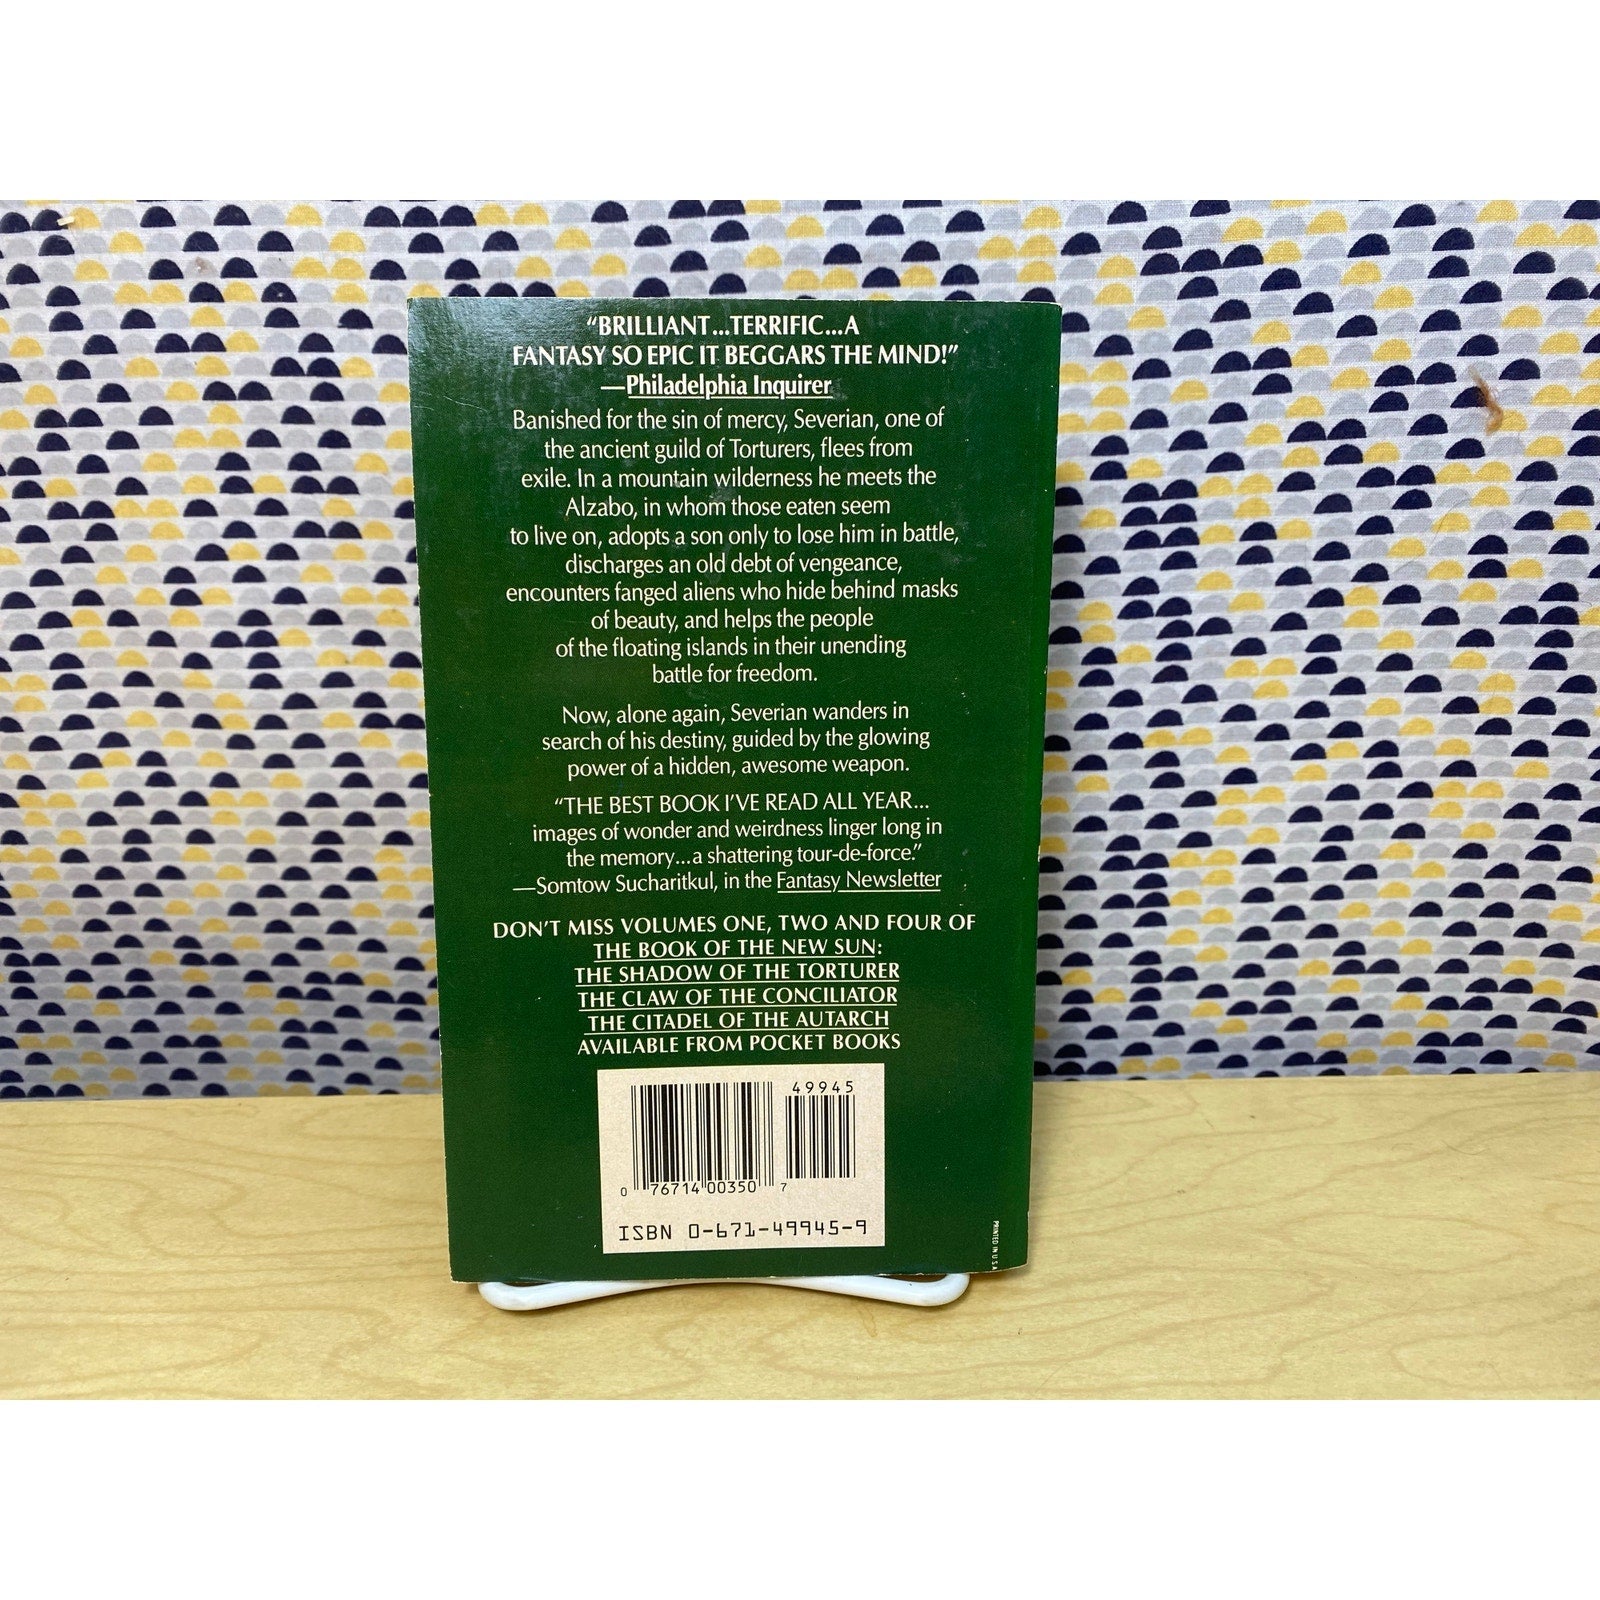 “BRILLIANT...TERRIFIC...A
FANTASY SO EPIC IT BEGGARS THE MIND!”
—Philadelphia Inquirer
Banished for the sin of mercy, Severian, one of
the ancient guild of Torturers, flees from
exile. In a mountain wilderness he meets the
Alzabo, in whom those eaten seem
to live on, adopts a son only to lose him in battle,
discharges an old debt of vengeance,
encounters fanged aliens who hide behind masks
of beauty, and helps the people
of the floating islands in their unending
battle for freedom.
Now, alone again, Severian wanders in
search of his destiny, guided by the glowing
power of a hidden, awesome weapon.
“THE BEST BOOK I’VE READ ALL YEAR...
images of wonder and weirdness linger long in
the memory...a shattering tour-de-force.”
—Somtow Sucharitkul, in the Fantasy Newsletter
DON’T MISS VOLUMES ONE, TWO AND FOUR OF
THE BOOK OF THE NEW SUN:
THE SHADOW OF THE TORTURER
THE CLAW OF THE CONCILIATOR
THE CITADEL OF THE AUTARCH
AVAILABLE FROM POCKET BOOKS
49945
0 76714 00350 7
ISBN 0-671-49945-9
PRINTED IN U.S.A.